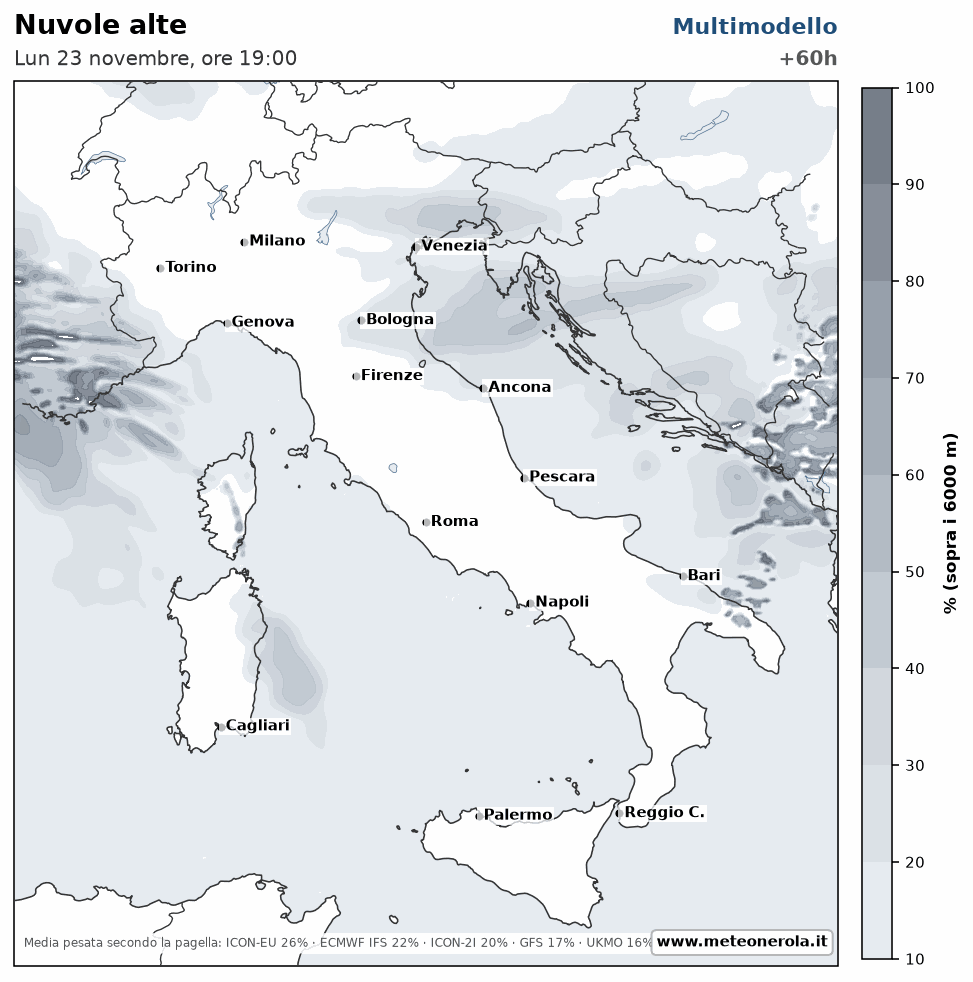 Nuvole alte
Multimodello
Lun 23 novembre, ore 19:00
+60h
100
90
80
70
60
50
40
30
20
10
% (sopra i 6000 m)
Milano
Venezia
Torino
Genova
Bologna
Firenze
Ancona
Pescara
Roma
Bari
Napoli
Cagliari
Palermo
Reggio C.
Media pesata secondo la pagella: ICON-EU 26% · ECMWF IFS 22% · ICON-2I 20% · GFS 17% · UKMO 16%
www.meteonerola.it